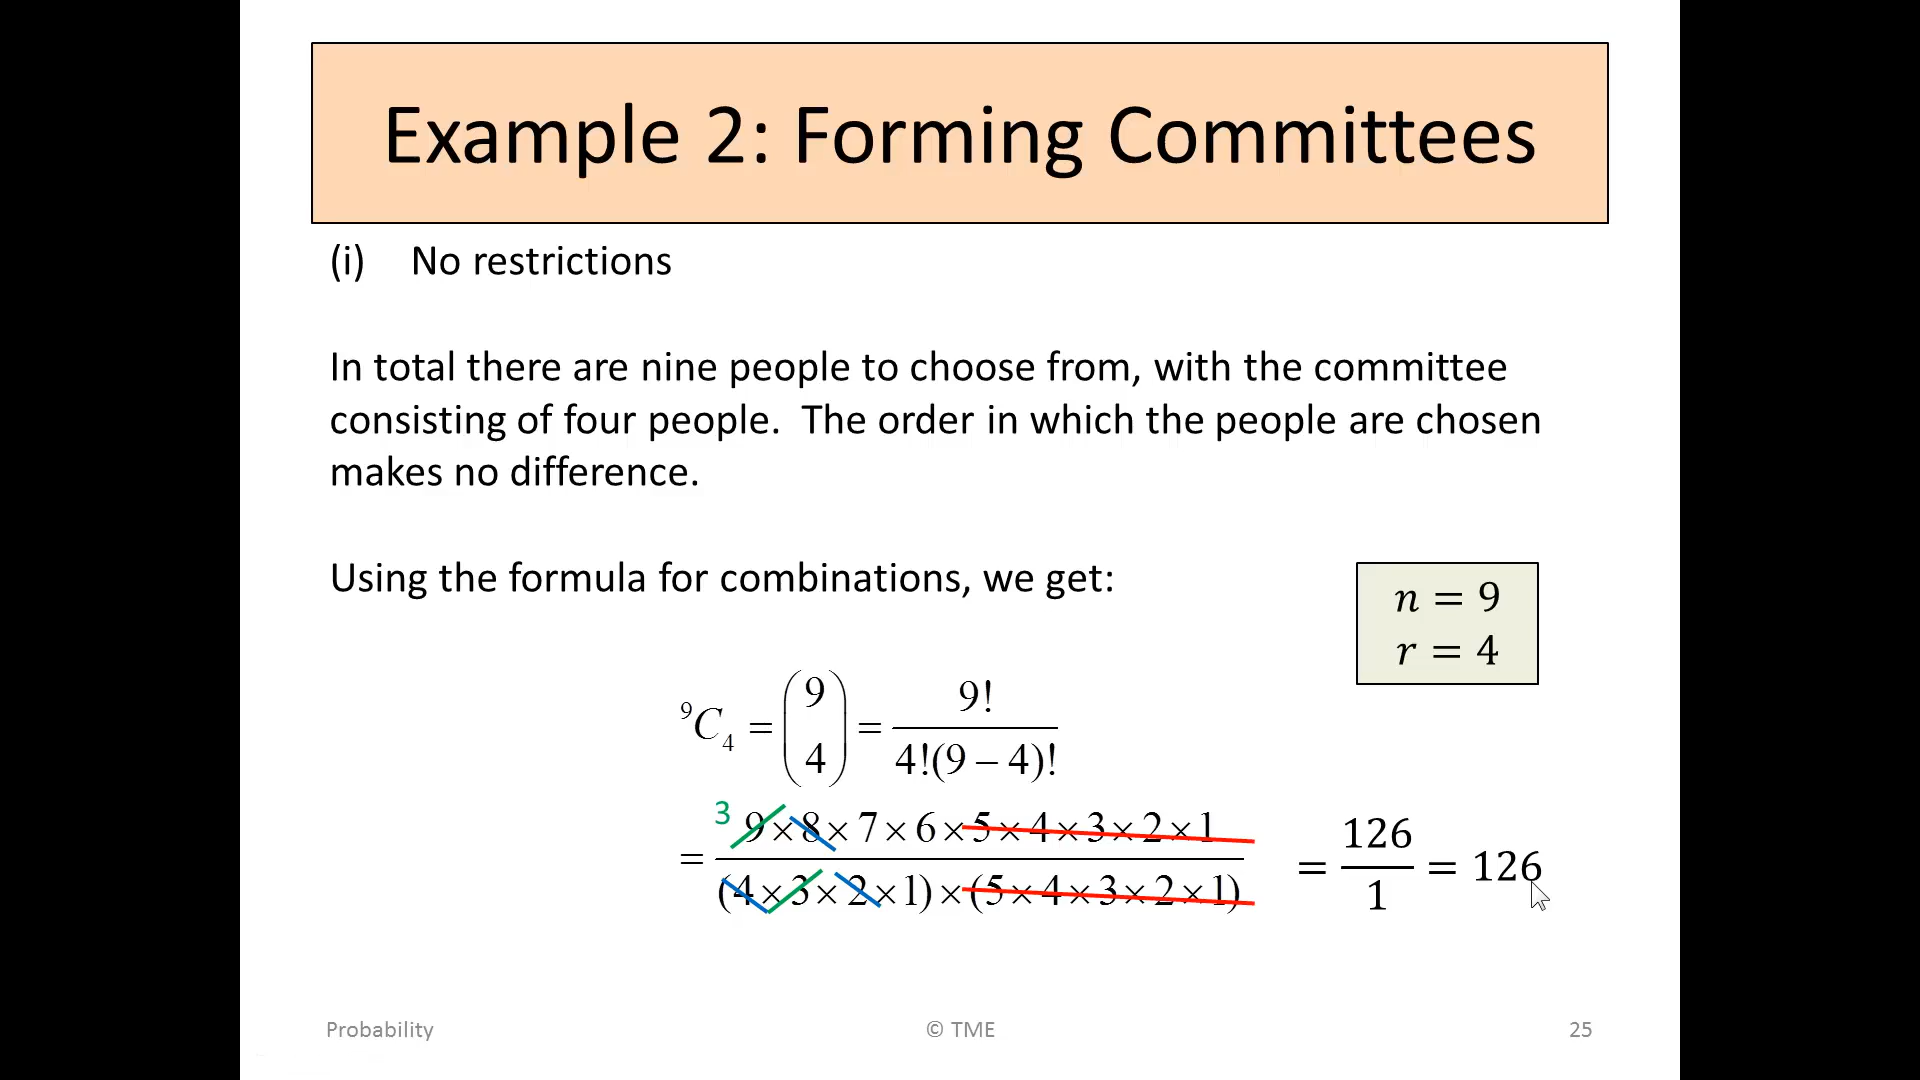 Example 2: Forming Committees
(i) No restrictions
In total there are nine people to choose from, with the committee
consisting of four people. The order in which the people are chosen
makes no difference.
Using the formula for combinations, we get:
n = 9
r = 4
⁹C₄ = (9 4) = 9! / 4!(9 – 4)!
3
= 9 × 8 × 7 × 6 × 5 × 4 × 3 × 2 × 1 / (4 × 3 × 2 × 1) × (5 × 4 × 3 × 2 × 1) = 126 / 1 = 126
Probability
© TME
25